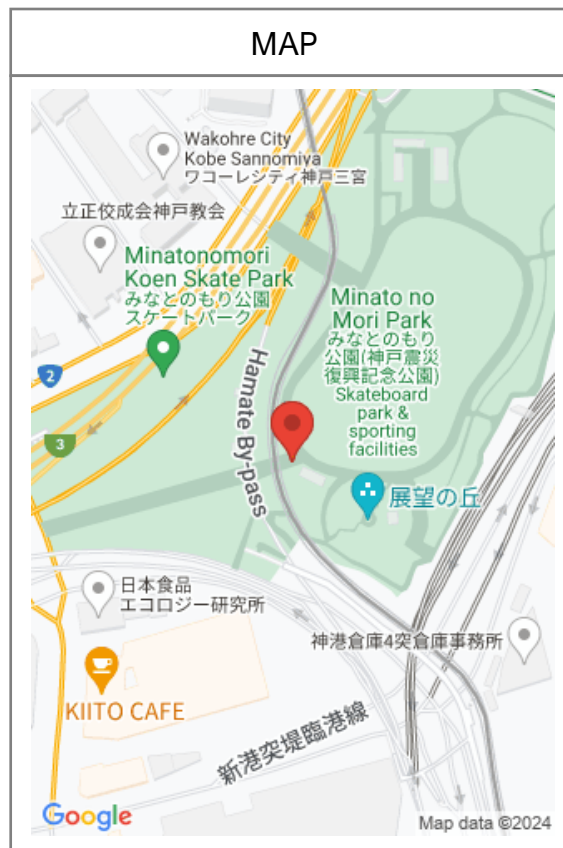 MAP
Wakohre City
Kobe Sannomiya
ワコーレシティ神戸三宮
立正佼成会神戸教会
Minatonomori
Koen Skate Park
みなとのもり公園
スケートパーク
Minato no
Mori Park
みなとのもり
公園(神戸震災
復興記念公園)
Skateboard
park &
sporting
facilities
2
3
Hamate By-pass
展望の丘
日本食品
エコロジー研究所
神港倉庫4突倉庫事務所
KIITO CAFE
新港突堤臨港線
Google
Map data ©2024